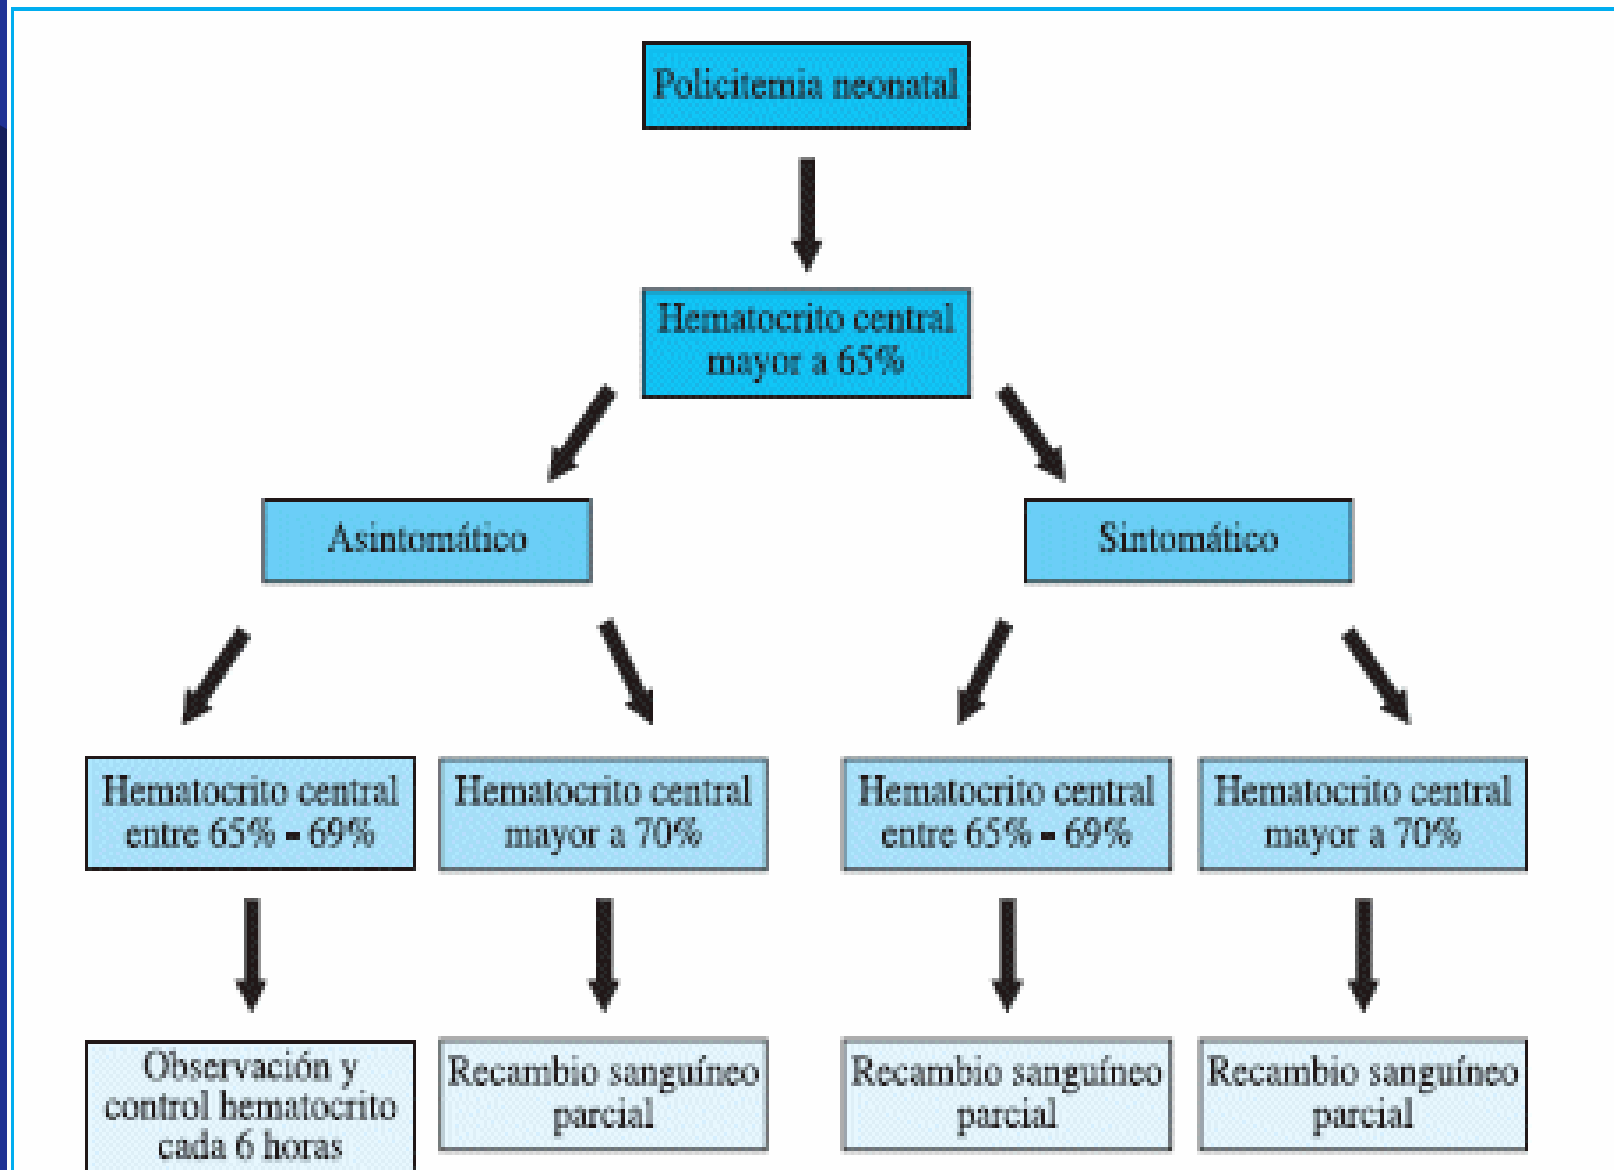 Policitemia neonatal
Hematocrito central
mayor a 65%
Asintomático
Sintomático
Hematocrito central
entre 65% - 69%
Hematocrito central
mayor a 70%
Hematocrito central
entre 65% - 69%
Hematocrito central
mayor a 70%
Observación y
control hematocrito
cada 6 horas
Recambio sanguíneo
parcial
Recambio sanguíneo
parcial
Recambio sanguíneo
parcial